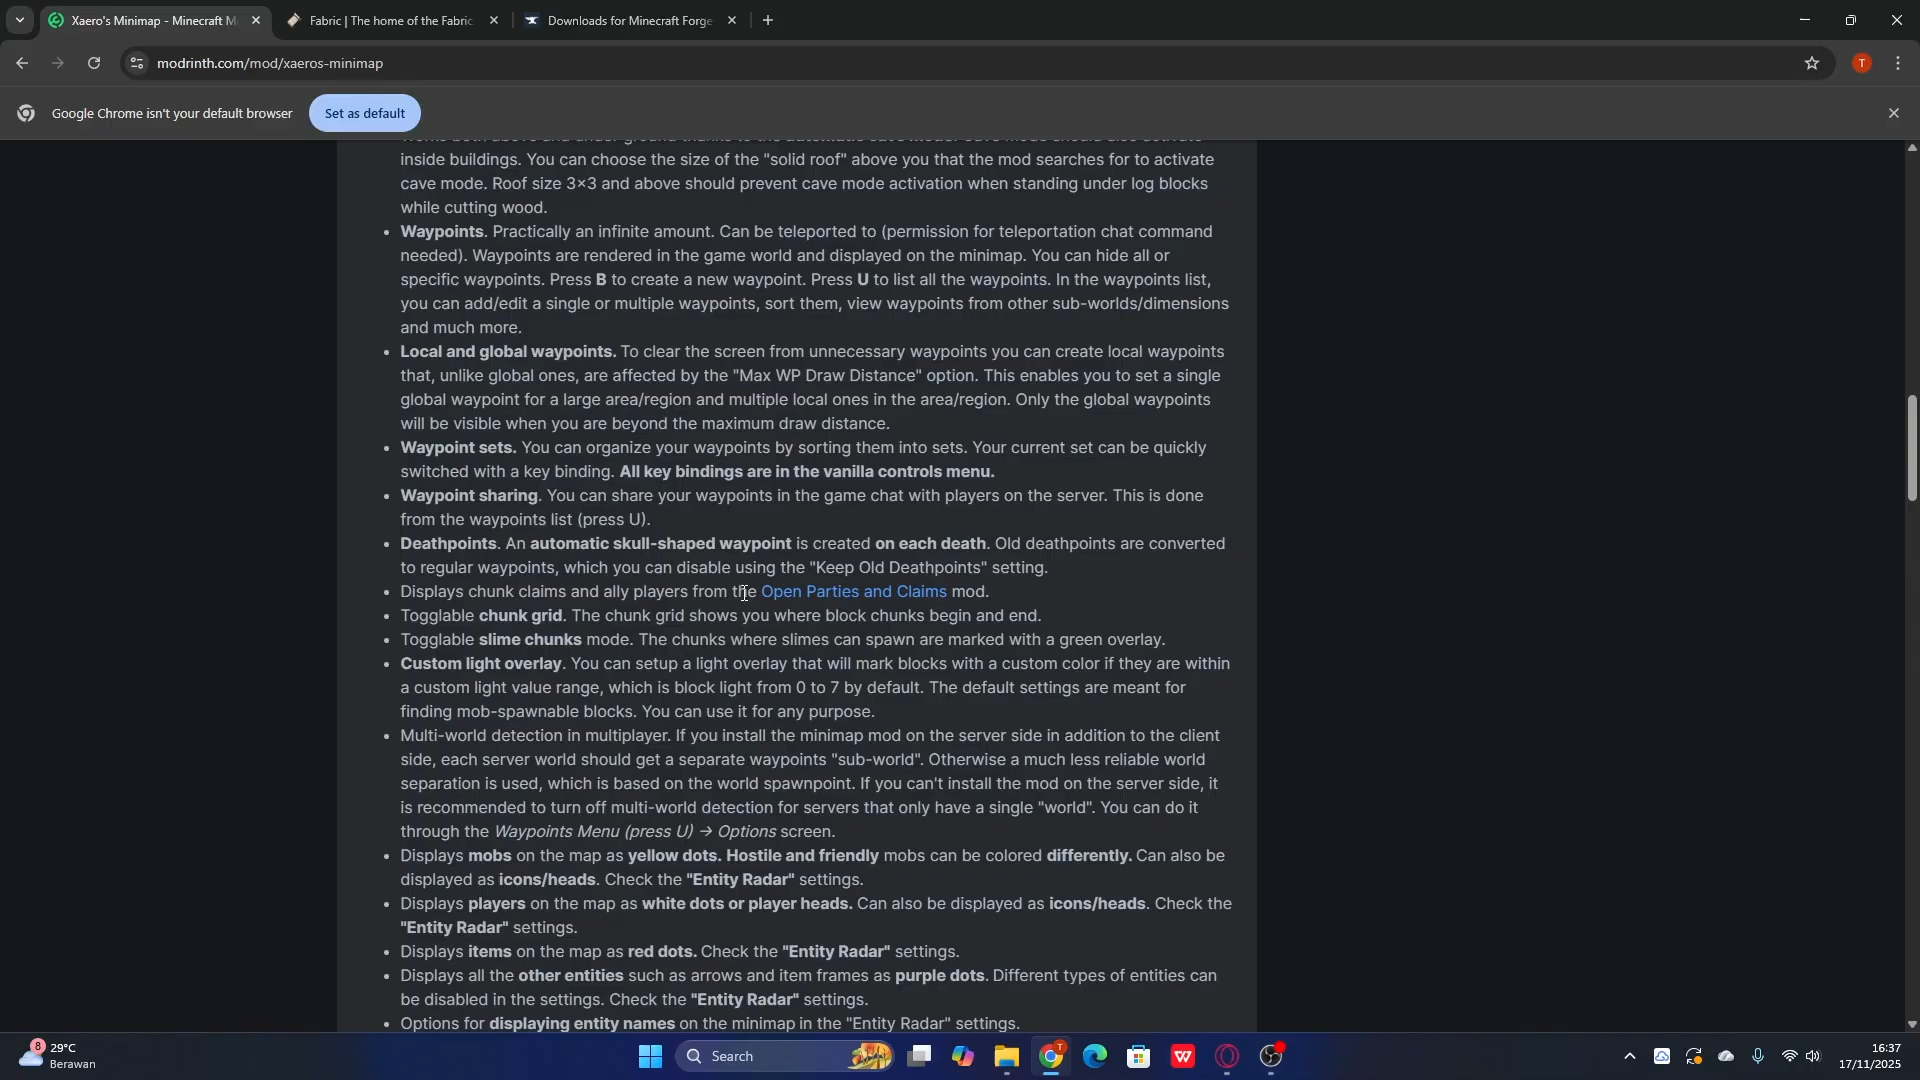 Xaero's Minimap - Minecraft M
Fabric | The home of the Fabric
Downloads for Minecraft Forge
modrinth.com/mod/xaeros-minimap
T
Google Chrome isn't your default browser
Set as default
inside buildings. You can choose the size of the "solid roof" above you that the mod searches for to activate
cave mode. Roof size 3×3 and above should prevent cave mode activation when standing under log blocks
while cutting wood.
• Waypoints. Practically an infinite amount. Can be teleported to (permission for teleportation chat command
needed). Waypoints are rendered in the game world and displayed on the minimap. You can hide all or
specific waypoints. Press B to create a new waypoint. Press U to list all the waypoints. In the waypoints list,
you can add/edit a single or multiple waypoints, sort them, view waypoints from other sub-worlds/dimensions
and much more.
• Local and global waypoints. To clear the screen from unnecessary waypoints you can create local waypoints
that, unlike global ones, are affected by the "Max WP Draw Distance" option. This enables you to set a single
global waypoint for a large area/region and multiple local ones in the area/region. Only the global waypoints
will be visible when you are beyond the maximum draw distance.
• Waypoint sets. You can organize your waypoints by sorting them into sets. Your current set can be quickly
switched with a key binding. All key bindings are in the vanilla controls menu.
• Waypoint sharing. You can share your waypoints in the game chat with players on the server. This is done
from the waypoints list (press U).
• Deathpoints. An automatic skull-shaped waypoint is created on each death. Old deathpoints are converted
to regular waypoints, which you can disable using the "Keep Old Deathpoints" setting.
• Displays chunk claims and ally players from the Open Parties and Claims mod.
• Togglable chunk grid. The chunk grid shows you where block chunks begin and end.
• Togglable slime chunks mode. The chunks where slimes can spawn are marked with a green overlay.
• Custom light overlay. You can setup a light overlay that will mark blocks with a custom color if they are within
a custom light value range, which is block light from 0 to 7 by default. The default settings are meant for
finding mob-spawnable blocks. You can use it for any purpose.
• Multi-world detection in multiplayer. If you install the minimap mod on the server side in addition to the client
side, each server world should get a separate waypoints "sub-world". Otherwise a much less reliable world
separation is used, which is based on the world spawnpoint. If you can't install the mod on the server side, it
is recommended to turn off multi-world detection for servers that only have a single "world". You can do it
through the Waypoints Menu (press U) → Options screen.
• Displays mobs on the map as yellow dots. Hostile and friendly mobs can be colored differently. Can also be
displayed as icons/heads. Check the "Entity Radar" settings.
• Displays players on the map as white dots or player heads. Can also be displayed as icons/heads. Check the
"Entity Radar" settings.
• Displays items on the map as red dots. Check the "Entity Radar" settings.
• Displays all the other entities such as arrows and item frames as purple dots. Different types of entities can
be disabled in the settings. Check the "Entity Radar" settings.
• Options for displaying entity names on the minimap in the "Entity Radar" settings.
8
29°C
Berawan
Search
T
W
16:37
17/11/2025